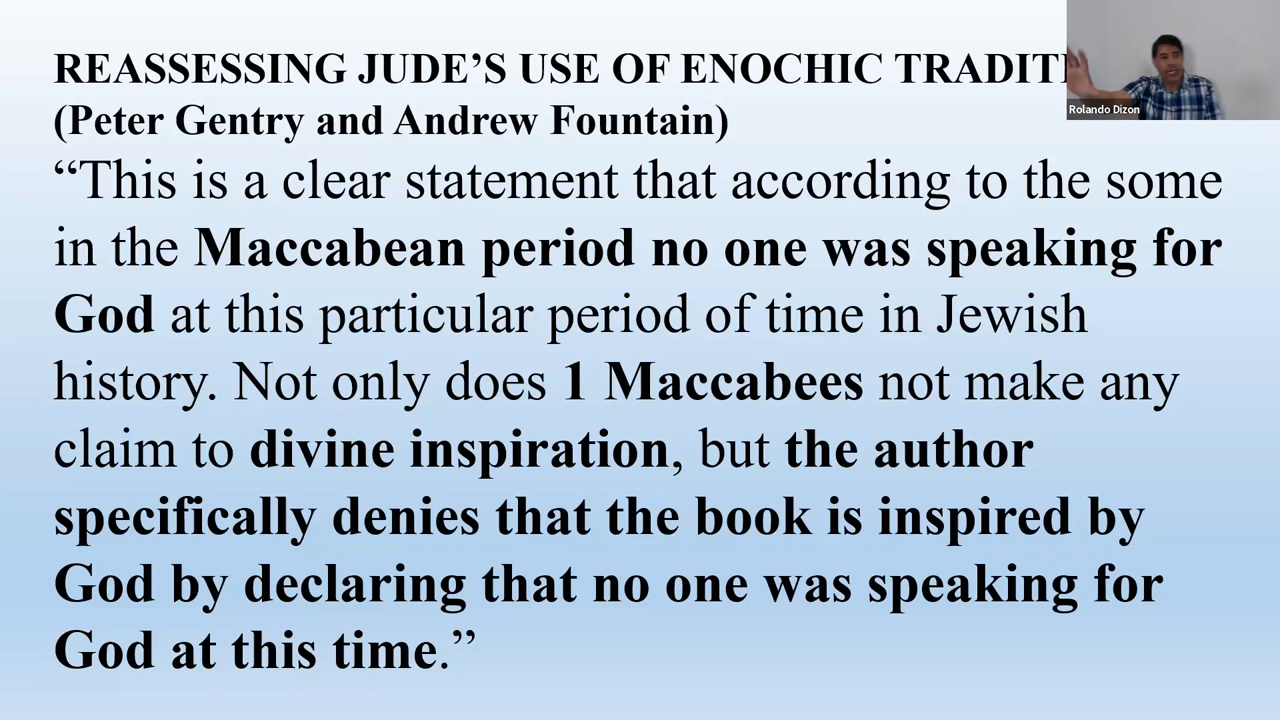 REASSESSING JUDE’S USE OF ENOCHIC
(Peter Gentry and Andrew Fountain)
“This is a clear statement that according to the some
in the Maccabean period no one was speaking for
God at this particular period of time in Jewish
history. Not only does 1 Maccabees not make any
claim to divine inspiration, but the author
specifically denies that the book is inspired by
God by declaring that no one was speaking for
God at this time.”
Rolando Dizon